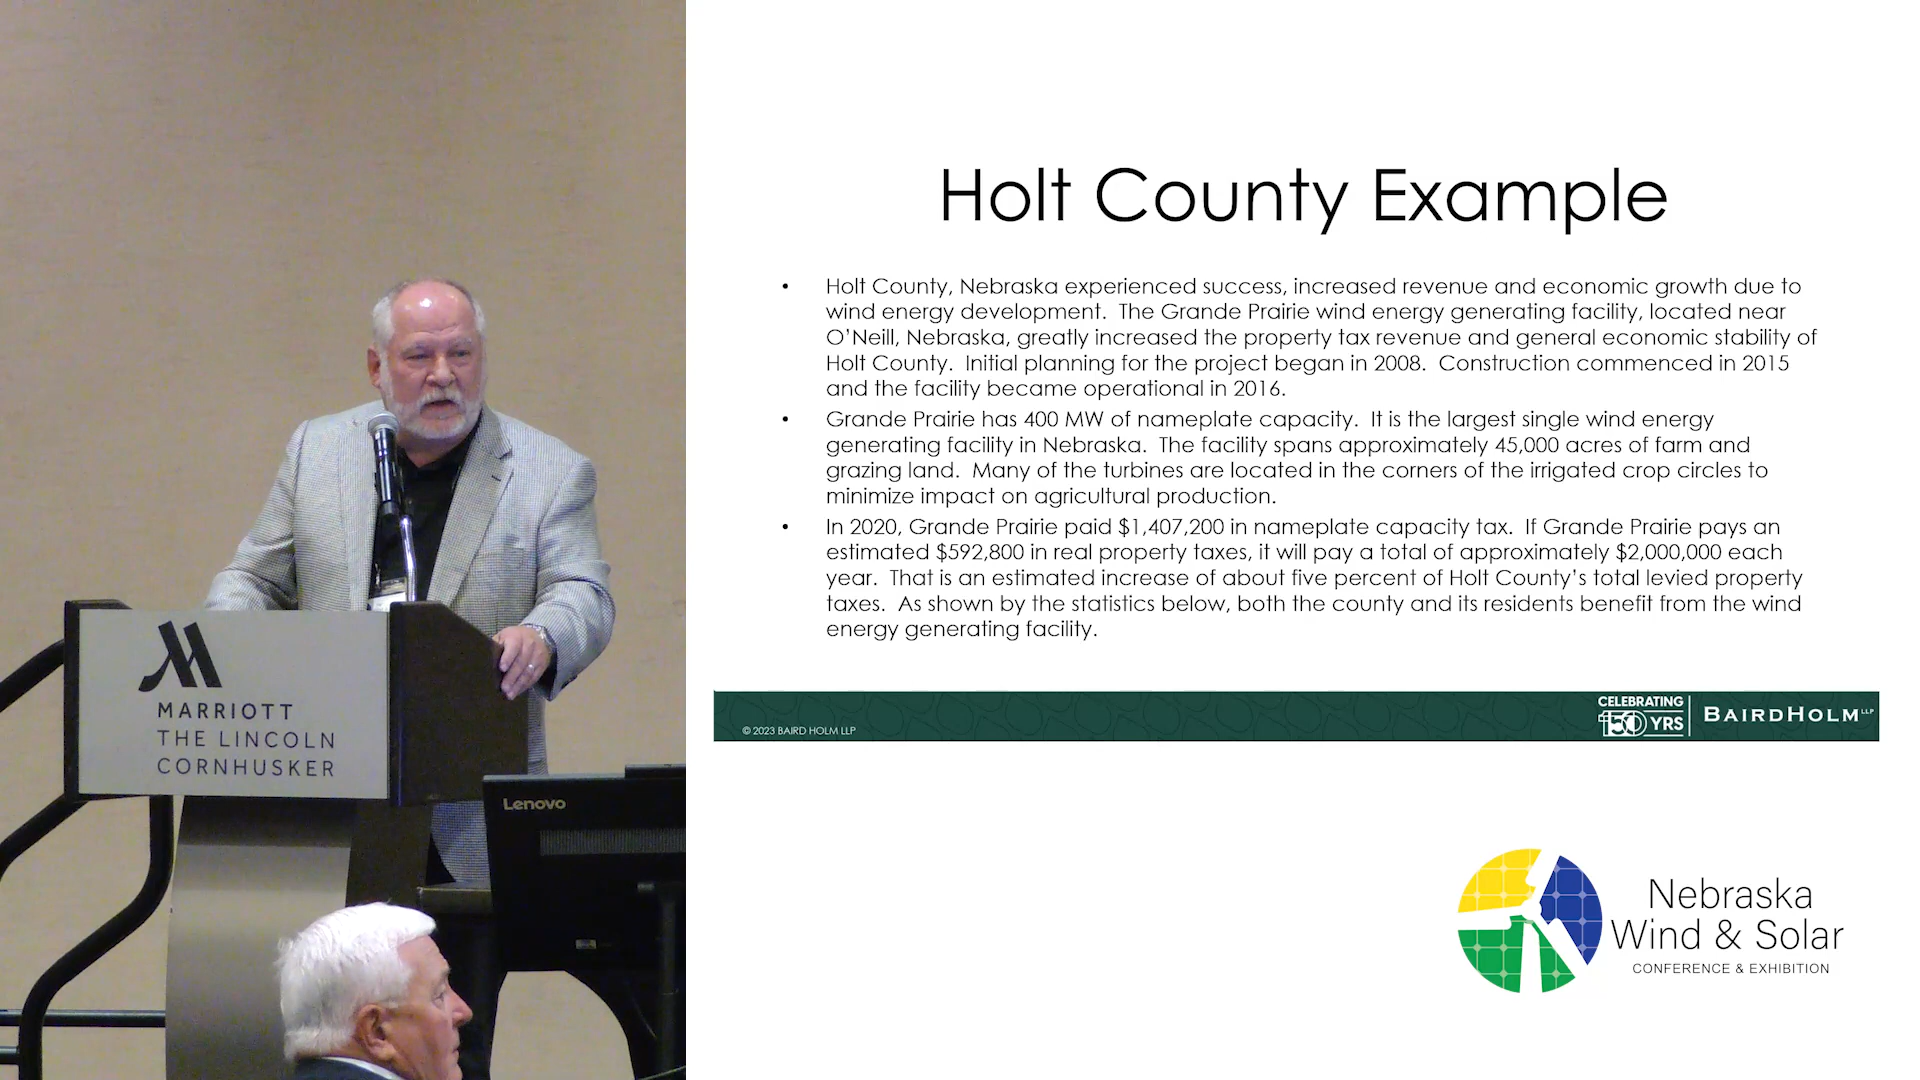 Holt County Example
• Holt County, Nebraska experienced success, increased revenue and economic growth due to
wind energy development. The Grande Prairie wind energy generating facility, located near
O’Neill, Nebraska, greatly increased the property tax revenue and general economic stability of
Holt County. Initial planning for the project began in 2008. Construction commenced in 2015
and the facility became operational in 2016.
• Grande Prairie has 400 MW of nameplate capacity. It is the largest single wind energy
generating facility in Nebraska. The facility spans approximately 45,000 acres of farm and
grazing land. Many of the turbines are located in the corners of the irrigated crop circles to
minimize impact on agricultural production.
• In 2020, Grande Prairie paid $1,407,200 in nameplate capacity tax. If Grande Prairie pays an
estimated $592,800 in real property taxes, it will pay a total of approximately $2,000,000 each
year. That is an estimated increase of about five percent of Holt County’s total levied property
taxes. As shown by the statistics below, both the county and its residents benefit from the wind
energy generating facility.
© 2023 BAIRD HOLM LLP
CELEBRATING
150 YRS
BAIRDHOLM LLP
MARRIOTT
THE LINCOLN
CORNHUSKER
Lenovo
Nebraska
Wind & Solar
CONFERENCE & EXHIBITION